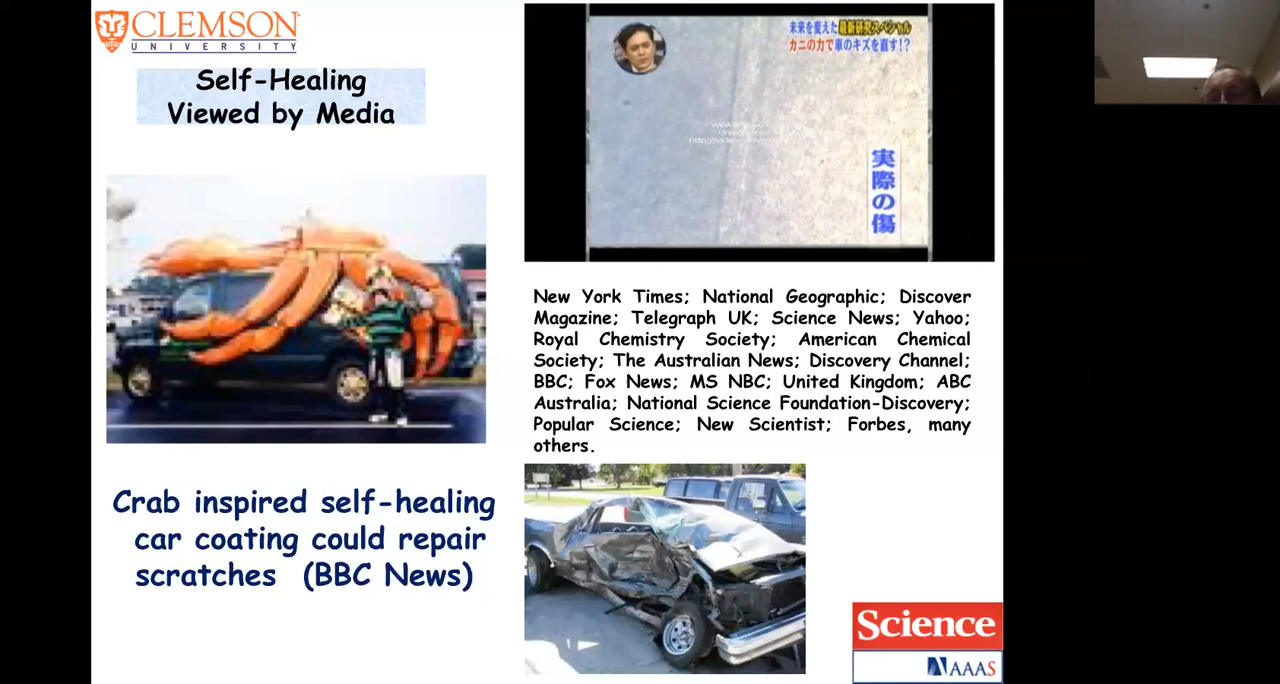 CLEMSON
UNIVERSITY
Self-Healing
Viewed by Media
未来を変えた最新研究スペシャル
カニの力で車のキズを直す!?
実際の傷
New York Times; National Geographic; Discover
Magazine; Telegraph UK; Science News; Yahoo;
Royal Chemistry Society; American Chemical
Society; The Australian News; Discovery Channel;
BBC; Fox News; MS NBC; United Kingdom; ABC
Australia; National Science Foundation-Discovery;
Popular Science; New Scientist; Forbes, many
others.
Crab inspired self-healing
car coating could repair
scratches (BBC News)
Science
AAAS